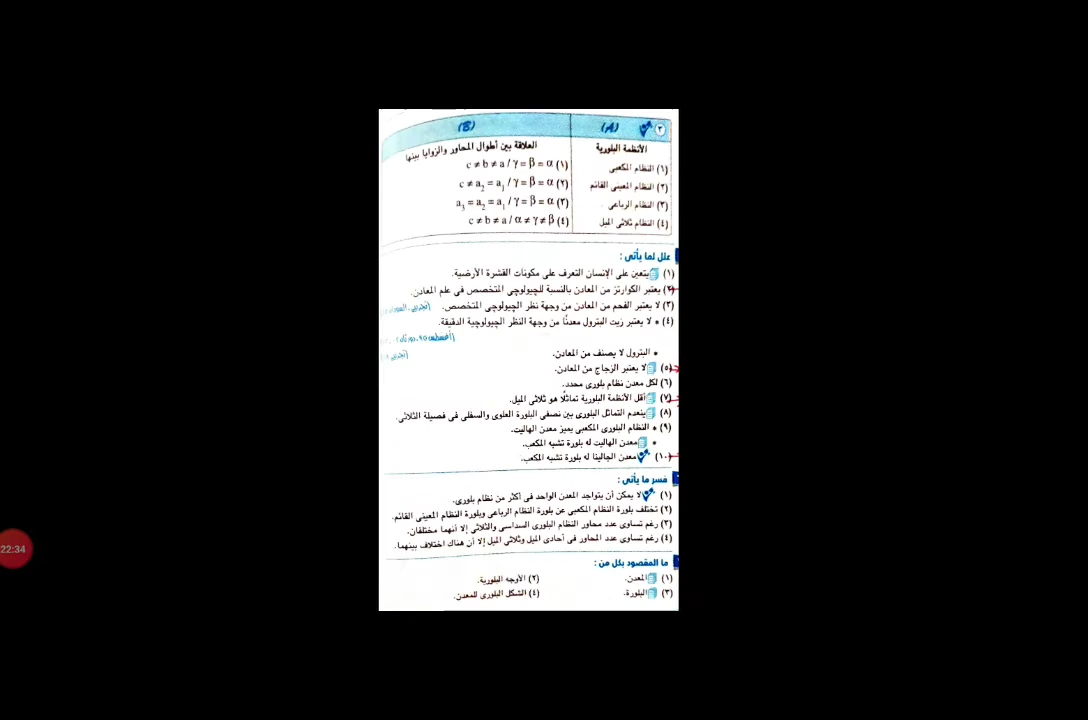 (A) (B)
الأنظمة البلورية العلاقة بين أطوال المحاور والزوايا بينها
(١) النظام المكعبى (١) c ≠ b ≠ a / γ = β = α
(٢) النظام المعينى القائم (٢) c ≠ a₂ = a₁ / γ = β = α
(٣) النظام الرباعى (٣) a₃ = a₂ = a₁ / γ = β = α
(٤) النظام ثلاثى الميل (٤) c ≠ b ≠ a / α ≠ γ ≠ β
علل لما يأتى :
(١) يتعين على الإنسان التعرف على مكونات القشرة الأرضية.
(٢) يعتبر الكوارتز من المعادن بالنسبة للچيولوچى المتخصص فى علم المعادن.
(٣) لا يعتبر الفحم من المعادن من وجهة نظر الچيولوچى المتخصص.
(٤) • لا يعتبر زيت البترول معدنًا من وجهة النظر الچيولوچية الدقيقة.
• البترول لا يصنف من المعادن.
(٥) لا يعتبر الزجاج من المعادن.
(٦) لكل معدن نظام بلورى محدد.
(٧) أقل الأنظمة البلورية تماثلًا هو ثلاثى الميل.
(٨) ينعدم التماثل البلورى بين نصفى البلورة العلوى والسفلى فى فصيلة الثلاثى.
(٩) • النظام البلورى المكعبى يميز معدن الهاليت.
• معدن الهاليت له بلورة تشبه المكعب.
(١٠) معدن الجالينا له بلورة تشبه المكعب.
فسر ما يأتى :
(١) لا يمكن أن يتواجد المعدن الواحد فى أكثر من نظام بلورى.
(٢) تختلف بلورة النظام المكعبى عن بلورة النظام الرباعى وبلورة النظام المعينى القائم.
(٣) رغم تساوى عدد محاور النظام البلورى السداسى والثلاثى إلا أنهما مختلفان.
(٤) رغم تساوى عدد المحاور فى أحادى الميل وثلاثى الميل إلا أن هناك اختلاف بينهما.
ما المقصود بكل من :
(١) المعدن. (٢) الأوجه البلورية.
(٣) البلورة. (٤) الشكل البلورى للمعدن.
22:34